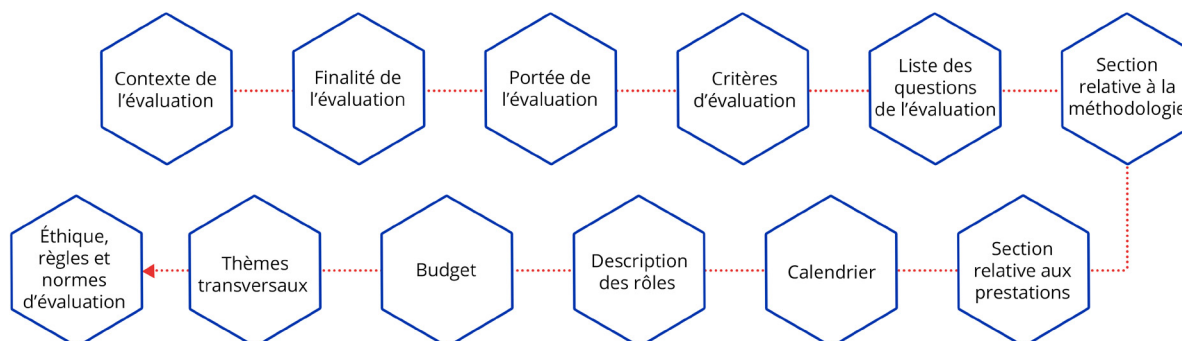 Contexte de
l'évaluation
Finalité de
l'évaluation
Portée de
l'évaluation
Critères
d'évaluation
Liste des
questions
de l'évaluation
Section
relative à la
méthodologie
Section
relative aux
prestations
Calendrier
Description
des rôles
Budget
Thèmes
transversaux
Éthique,
règles et
normes
d'évaluation